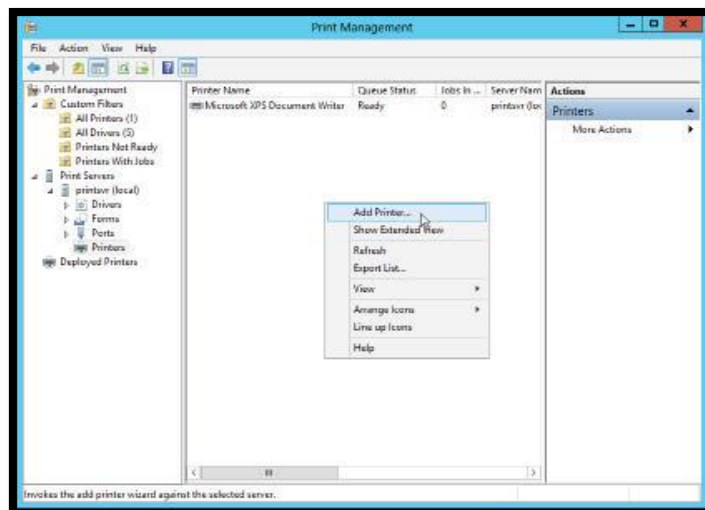 Print Management
File Action View Help
Print Management
Custom Filters
All Printers (1)
All Drivers (5)
Printers Not Ready
Printers With Jobs
Print Servers
printsvr (local)
Drivers
Forms
Ports
Printers
Deployed Printers
Printer Name Queue Status Jobs In ... Server Nam
Microsoft XPS Document Writer Ready 0 printsvr (loc
Add Printer...
Show Extended View
Refresh
Export List...
View
Arrange Icons
Line up Icons
Help
Actions
Printers
More Actions
Invokes the add printer wizard against the selected server.